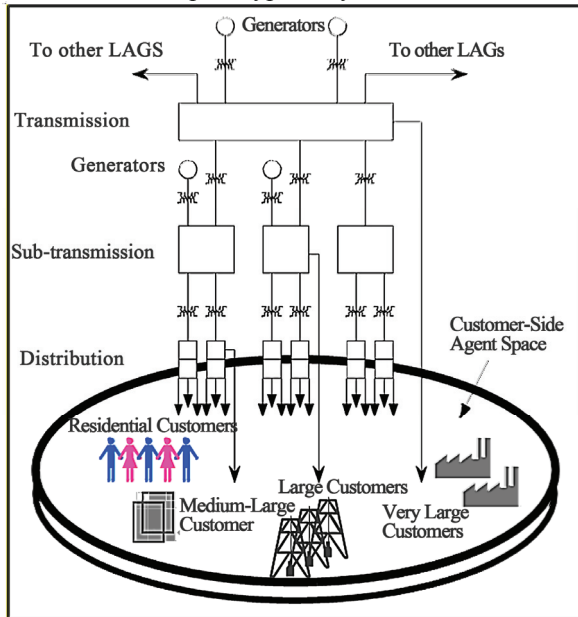 Generators
To other LAGS
To other LAGs
Transmission
Generators
Sub-transmission
Customer-Side
Agent Space
Distribution
Residential Customers
Large Customers
Medium-Large
Customer
Very Large
Customers